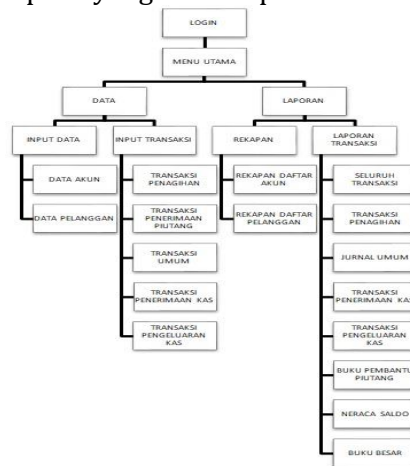 LOGIN
MENU UTAMA
DATA
LAPORAN
INPUT DATA
INPUT TRANSAKSI
REKAPAN
LAPORAN
TRANSAKSI
DATA AKUN
DATA PELANGGAN
TRANSAKSI
PENAGIHAN
TRANSAKSI
PENERIMAAN
PIUTANG
TRANSAKSI
UMUM
TRANSAKSI
PENERIMAAN KAS
TRANSAKSI
PENGELUARAN
KAS
REKAPAN DAFTAR
AKUN
REKAPAN DAFTAR
PELANGGAN
SELURUH
TRANSAKSI
TRANSAKSI
PENAGIHAN
JURNAL UMUM
TRANSAKSI
PENERIMAAN KAS
TRANSAKSI
PENGELUARAN
KAS
BUKU PEMBANTU
PIUTANG
NERACA SALDO
BUKU BESAR